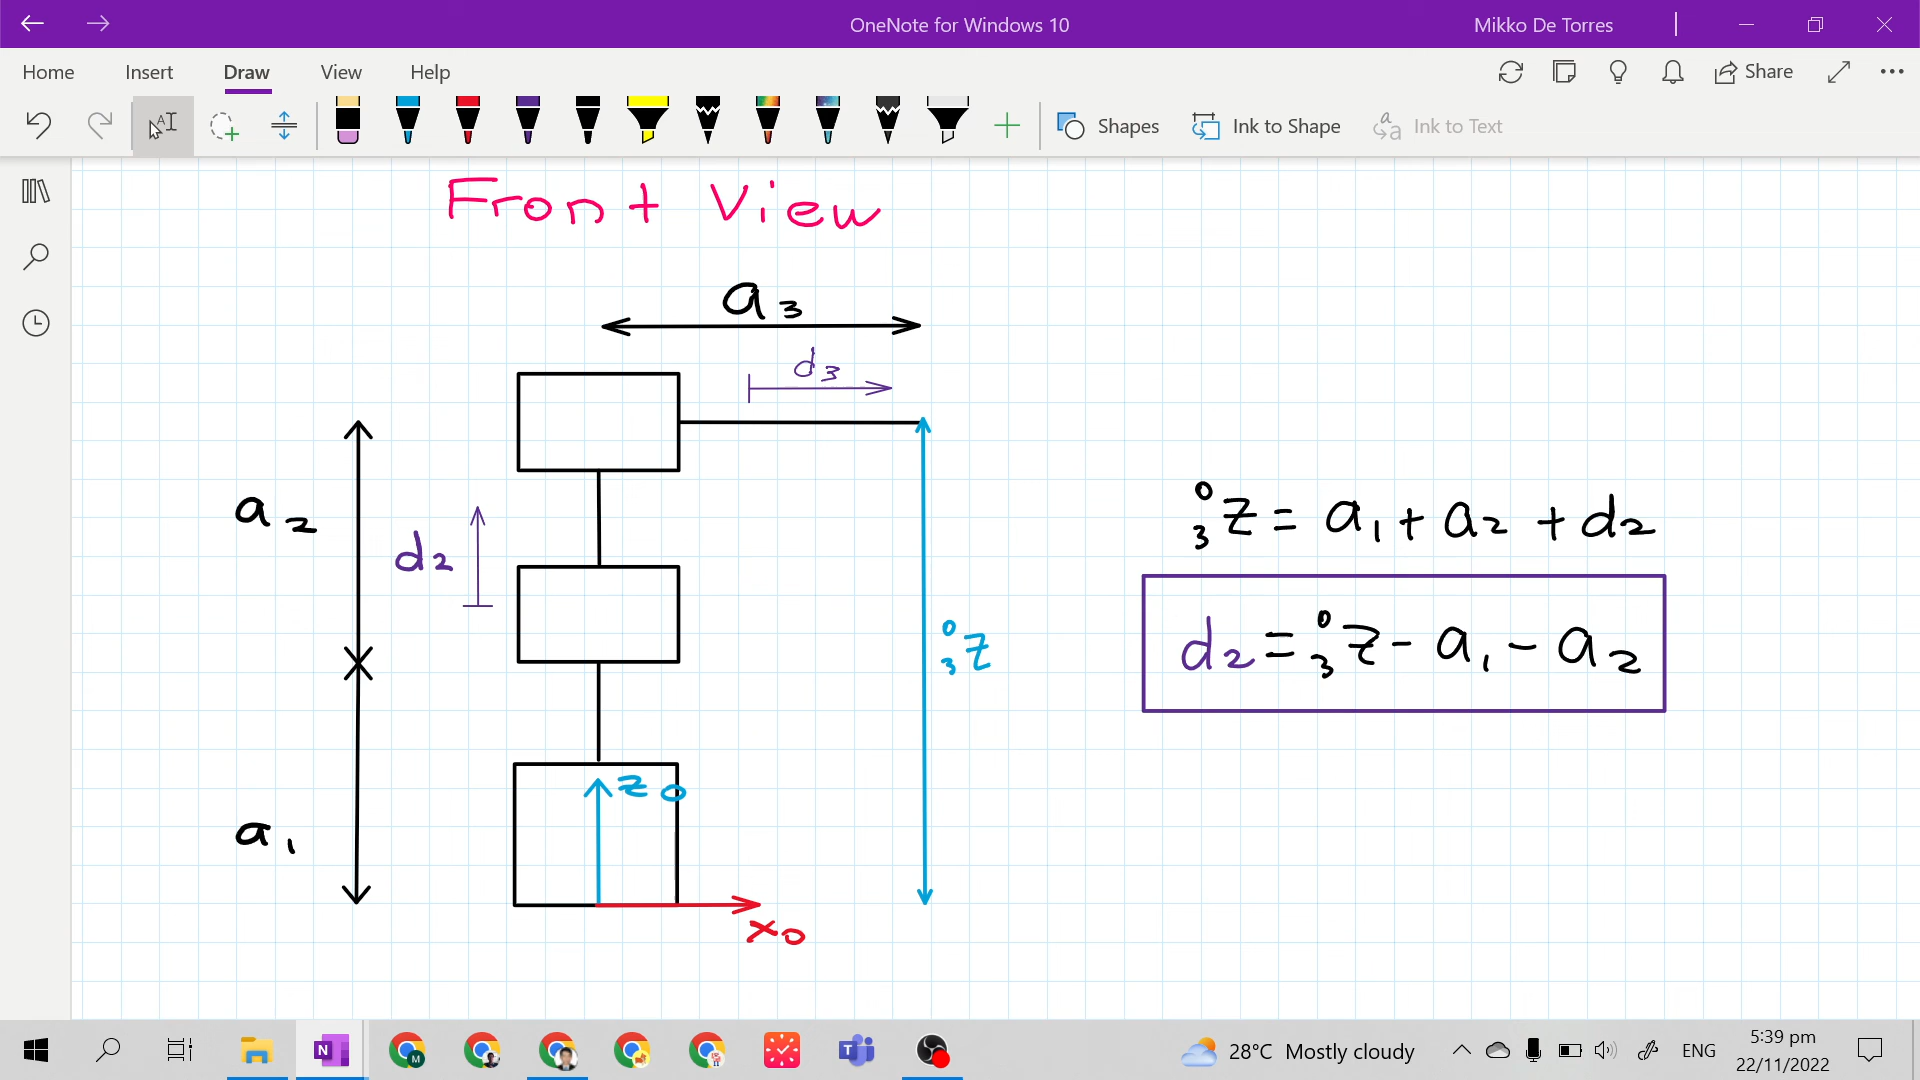 OneNote for Windows 10
Mikko De Torres
Home Insert Draw View Help
Share
Shapes Ink to Shape Ink to Text
Front View
a₃
d₃
a₂
d₂
⁰₃Z = a₁ + a₂ + d₂
d₂ = ⁰₃Z - a₁ - a₂
⁰₃Z
z₀
a₁
x₀
28°C Mostly cloudy
ENG
5:39 pm
22/11/2022